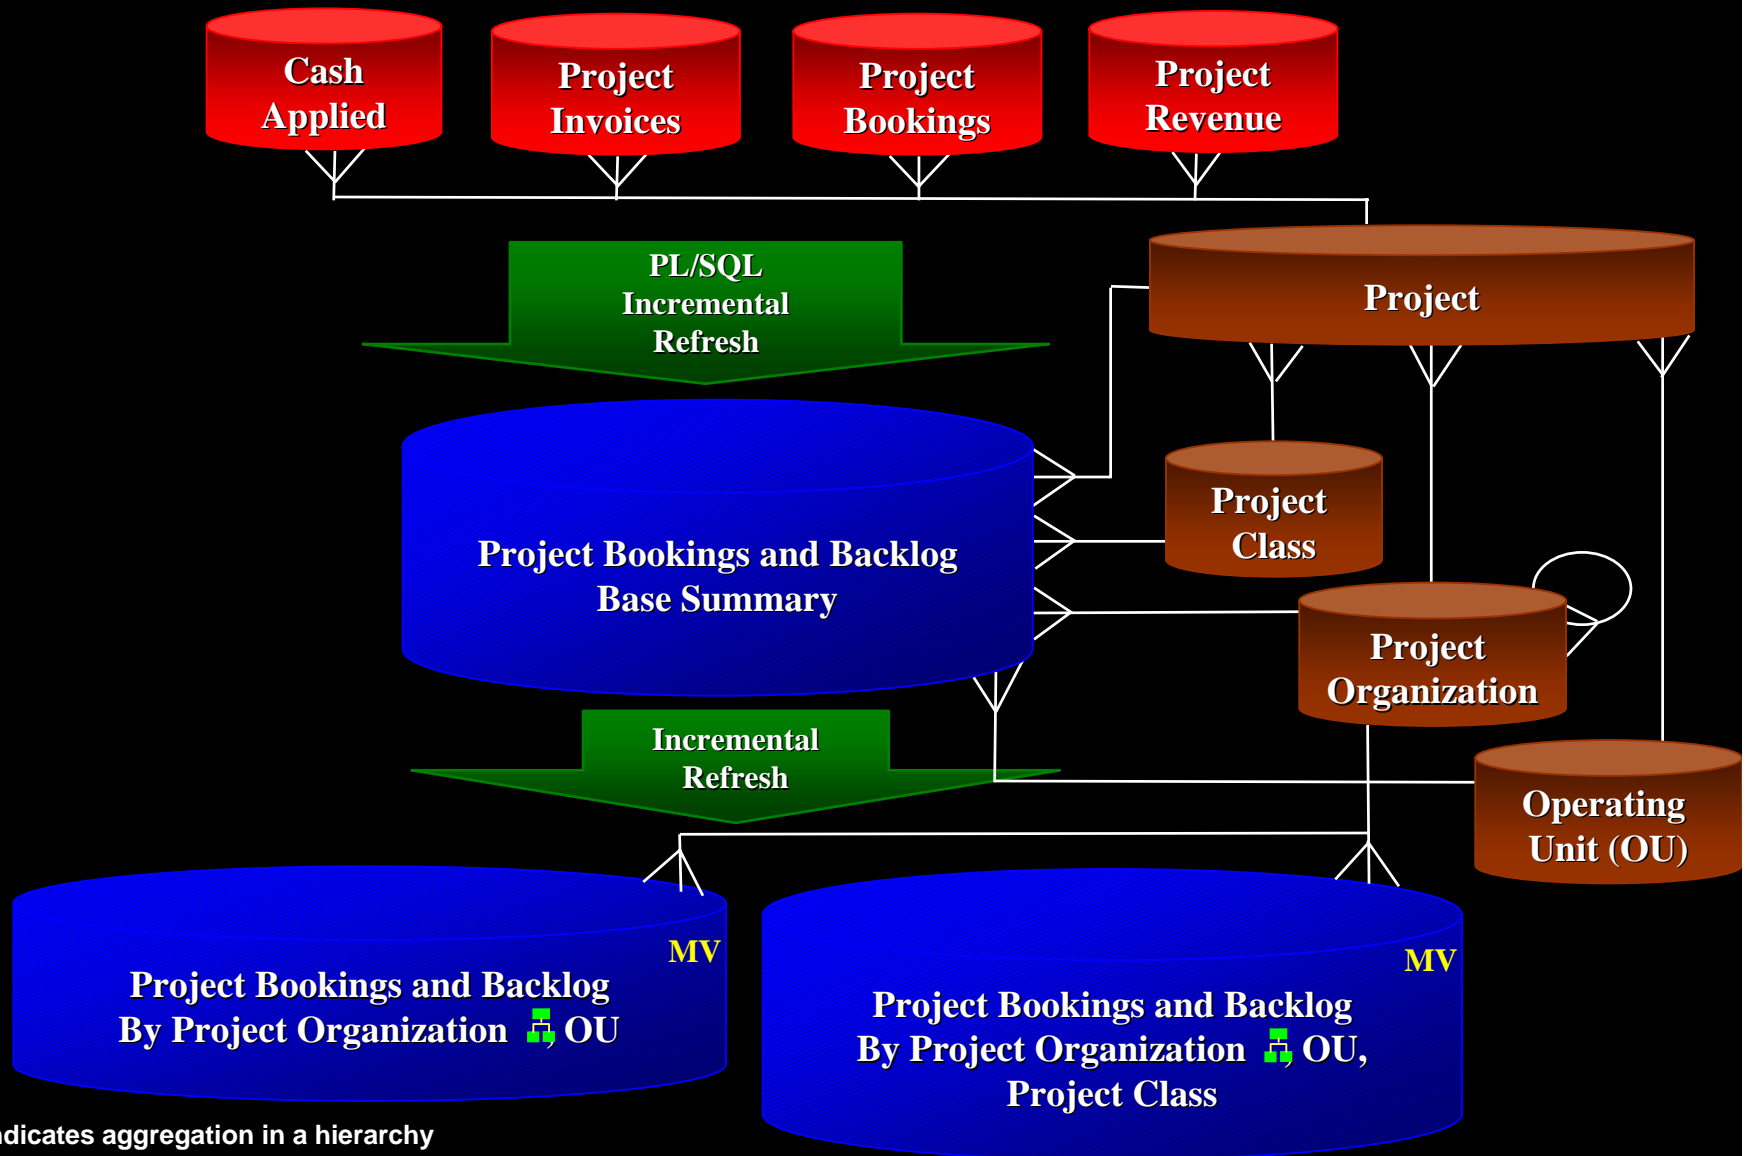 Cash
Applied
Project
Invoices
Project
Bookings
Project
Revenue
PL/SQL
Incremental
Refresh
Project
Project Bookings and Backlog
Base Summary
Project
Class
Project
Organization
Incremental
Refresh
Operating
Unit (OU)
MV
Project Bookings and Backlog
By Project Organization , OU
MV
Project Bookings and Backlog
By Project Organization , OU,
Project Class
ndicates aggregation in a hierarchy